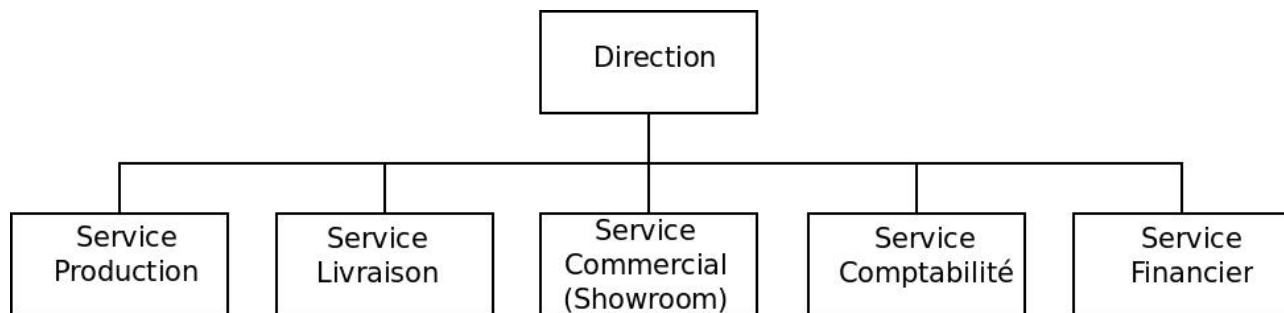 Direction
Service
Production
Service
Livraison
Service
Commercial
(Showroom)
Service
Comptabilité
Service
Financier